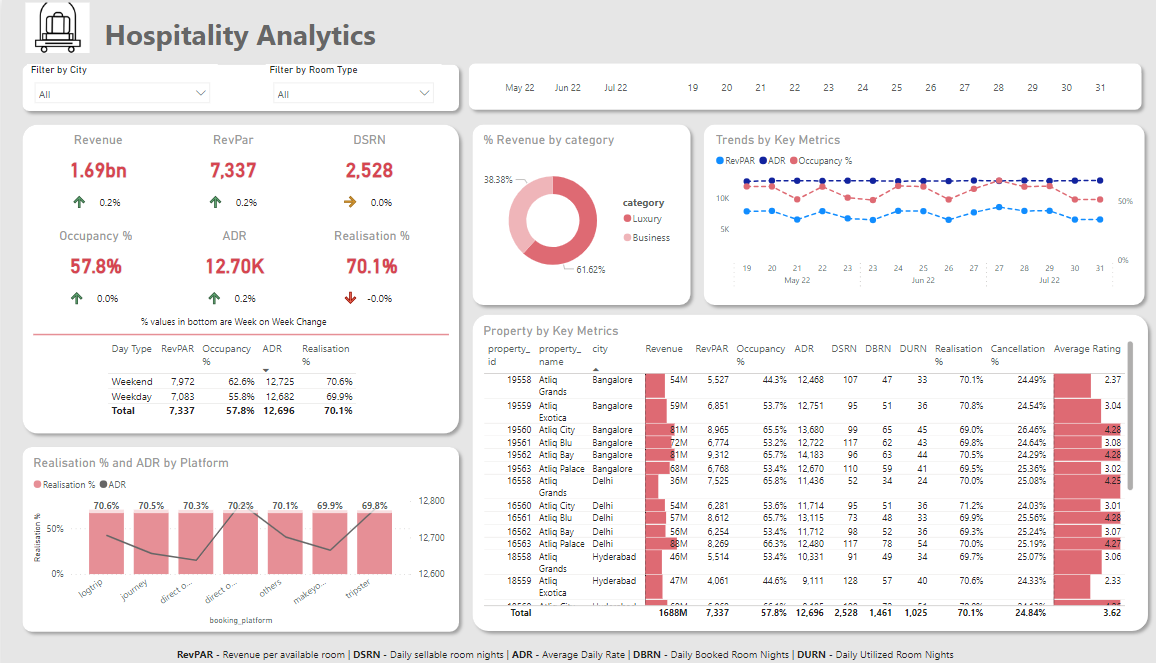 Hospitality Analytics
Filter by City
All
Filter by Room Type
All
May 22 Jun 22 Jul 22 19 20 21 22 23 24 25 26 27 28 29 30 31
Revenue RevPar DSRN
1.69bn 7,337 2,528
0.2% 0.2% 0.0%
Occupancy % ADR Realisation %
57.8% 12.70K 70.1%
0.0% 0.2% -0.0%
% values in bottom are Week on Week Change
Day Type RevPAR Occupancy % ADR Realisation %
Weekend 7,972 62.6% 12,725 70.6%
Weekday 7,083 55.8% 12,682 69.9%
Total 7,337 57.8% 12,696 70.1%
% Revenue by category
38.38%
61.62%
category
Luxury
Business
Trends by Key Metrics
RevPAR ADR Occupancy %
10K
5K
50%
0%
19 20 21 22 23 23 24 25 26 27 27 28 29 30 31
May 22 Jun 22 Jul 22
Realisation % and ADR by Platform
Realisation % ADR
70.6% 70.5% 70.3% 70.2% 70.1% 69.9% 69.8%
Realisation %
50%
0%
12,800
12,700
12,600
logtrip journey direct o... direct o... others makeyo... tripster
booking_platform
Property by Key Metrics
property_id property_name city Revenue RevPAR Occupancy % ADR DSRN DBRN DURN Realisation % Cancellation % Average Rating
19558 Atliq Grands Bangalore 54M 5,527 44.3% 12,468 107 47 33 70.1% 24.49% 2.37
19559 Atliq Exotica Bangalore 59M 6,851 53.7% 12,751 95 51 36 70.8% 24.54% 3.04
19560 Atliq City Bangalore 81M 8,965 65.5% 13,680 99 65 45 69.0% 26.46% 4.28
19561 Atliq Blu Bangalore 72M 6,774 53.2% 12,722 117 62 43 69.8% 24.64% 3.08
19562 Atliq Bay Bangalore 81M 9,312 65.7% 14,183 96 63 44 70.5% 24.29% 4.28
19563 Atliq Palace Bangalore 68M 6,768 53.4% 12,670 110 59 41 69.5% 25.36% 3.02
16558 Atliq Grands Delhi 36M 7,525 65.8% 11,436 52 34 24 70.0% 25.08% 4.25
16560 Atliq City Delhi 54M 6,281 53.6% 11,714 95 51 36 71.2% 24.03% 3.01
16561 Atliq Blu Delhi 57M 8,612 65.7% 13,115 73 48 33 69.9% 25.56% 4.28
16562 Atliq Bay Delhi 56M 6,254 53.4% 11,712 98 52 36 69.3% 25.24% 3.07
16563 Atliq Palace Delhi 88M 8,269 66.3% 12,480 117 78 54 70.0% 25.19% 4.27
18558 Atliq Grands Hyderabad 46M 5,514 53.4% 10,331 91 49 34 69.7% 25.07% 3.06
18559 Atliq Exotica Hyderabad 47M 4,061 44.6% 9,111 128 57 40 70.6% 24.33% 2.33
Total 1688M 7,337 57.8% 12,696 2,528 1,461 1,025 70.1% 24.84% 3.62
RevPAR - Revenue per available room | DSRN - Daily sellable room nights | ADR - Average Daily Rate | DBRN - Daily Booked Room Nights | DURN - Daily Utilized Room Nights